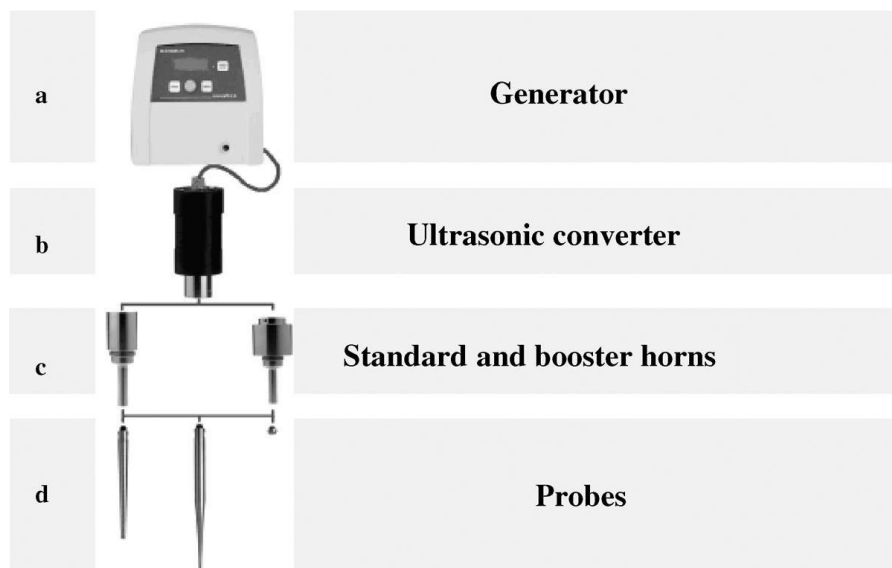 a
Generator
b
Ultrasonic converter
c
Standard and booster horns
d
Probes